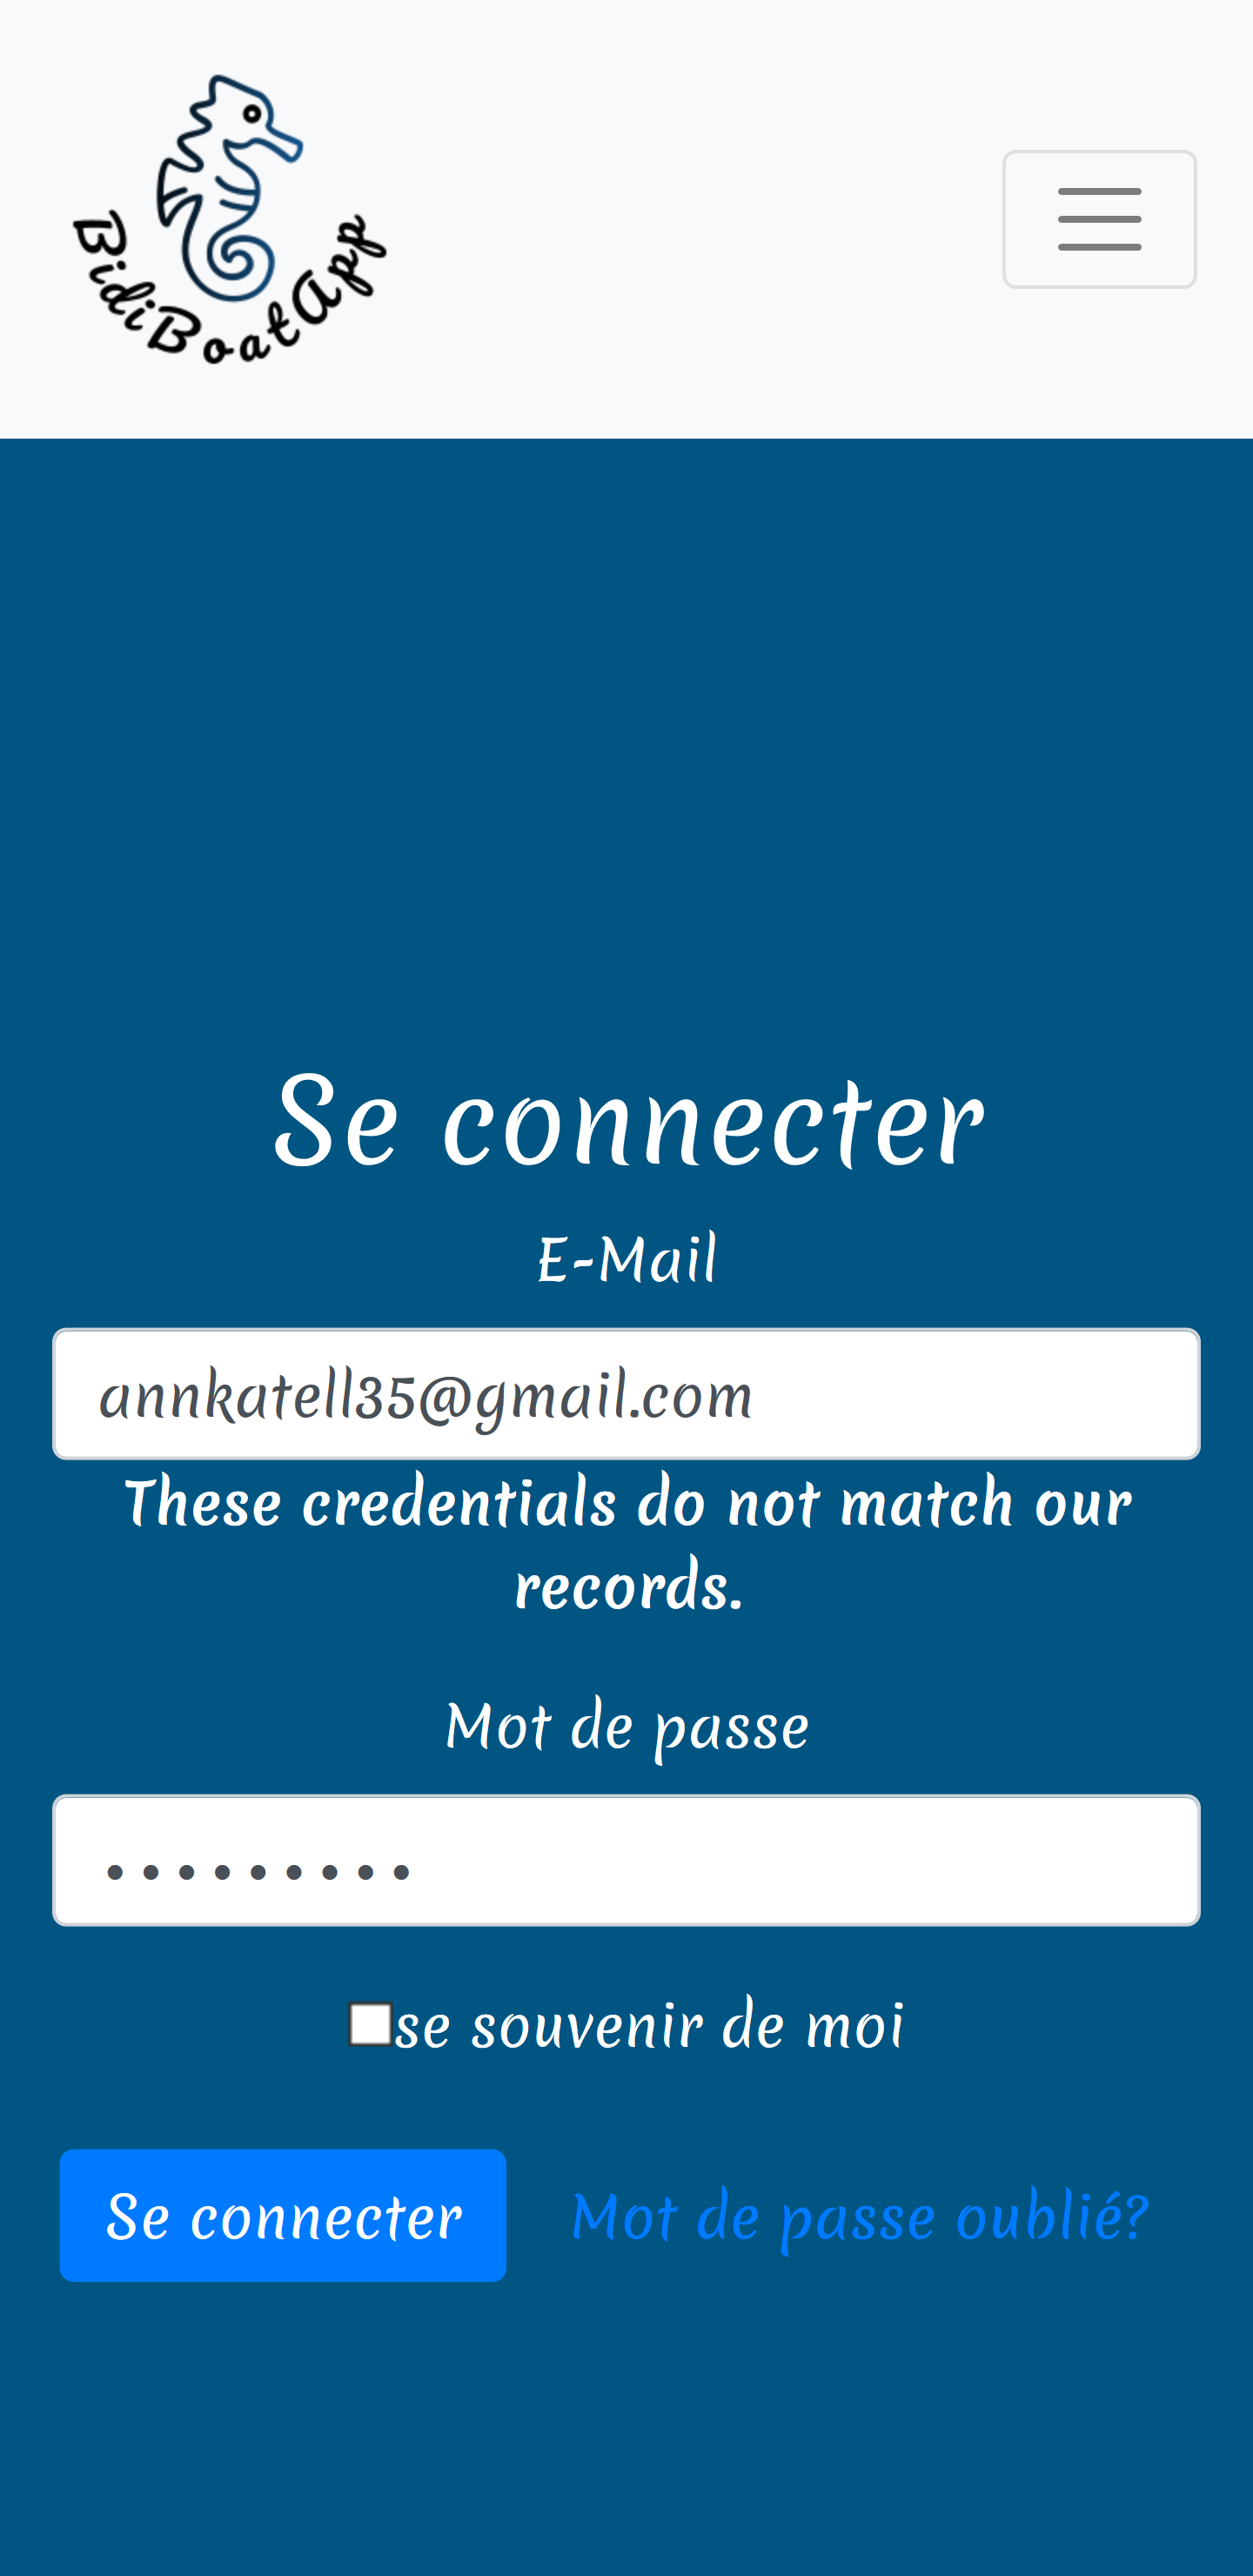 BidiBoatApp
Se connecter
E-Mail
annkatell35@gmail.com
These credentials do not match our
records.
Mot de passe
•••••••••
se souvenir de moi
Se connecter
Mot de passe oublié?